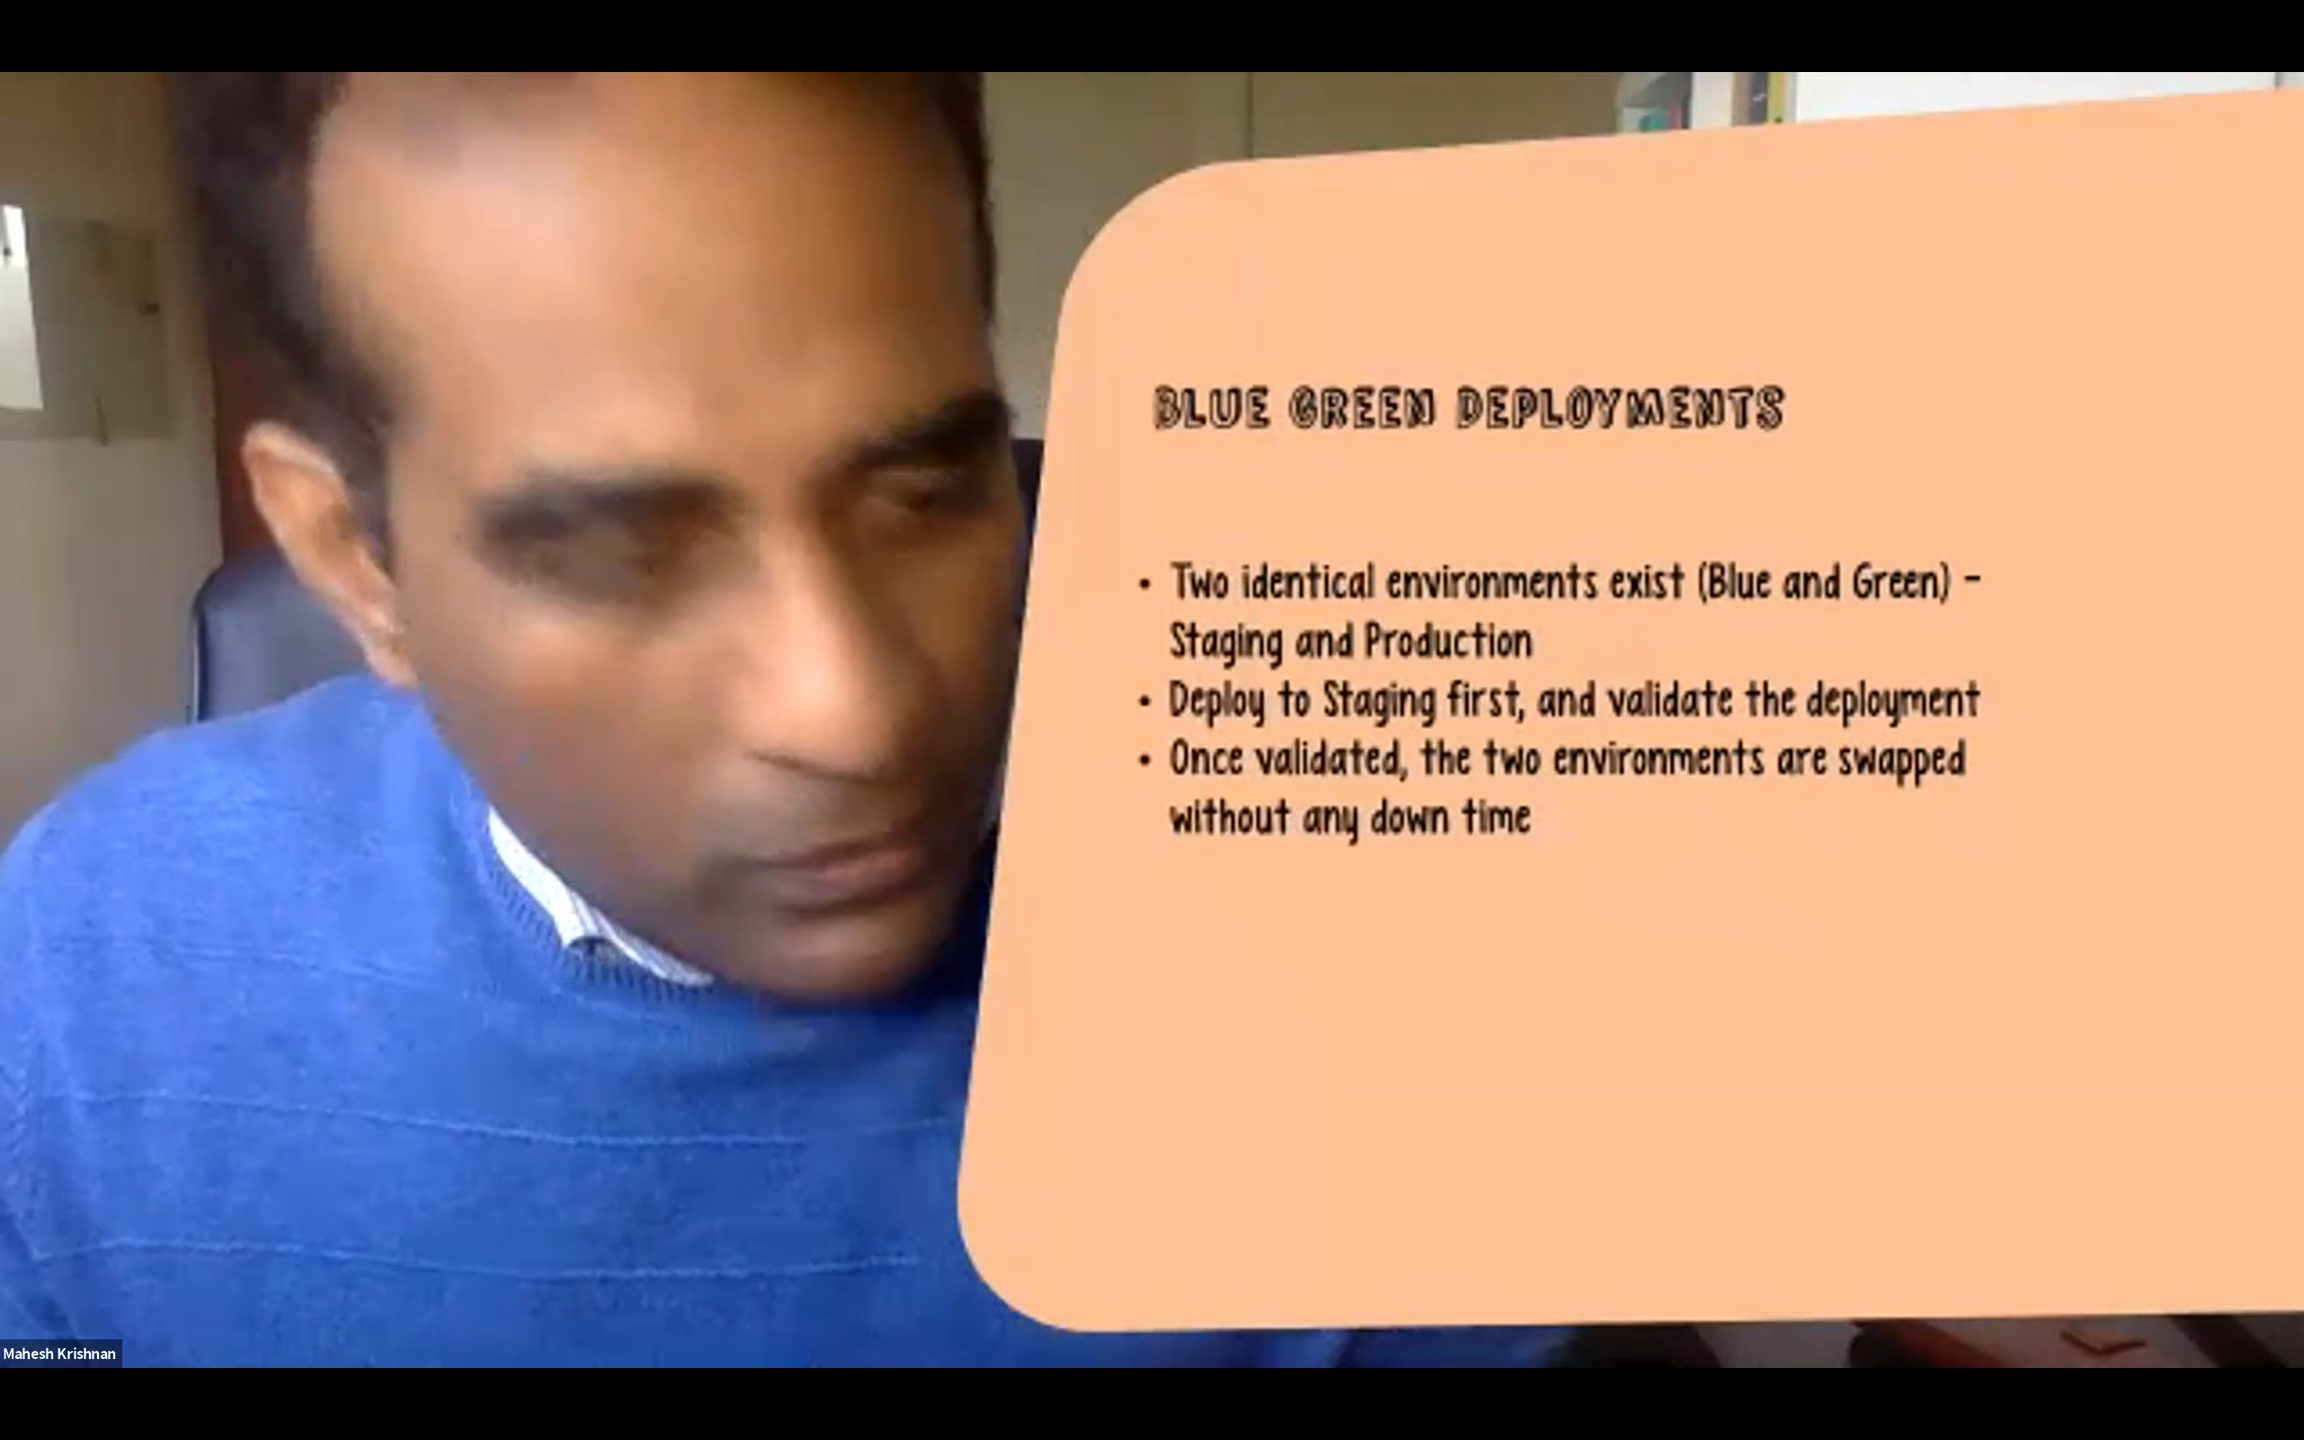 BLUE GREEN DEPLOYMENTS
• Two identical environments exist (Blue and Green) –
Staging and Production
• Deploy to Staging first, and validate the deployment
• Once validated, the two environments are swapped
without any down time
Mahesh Krishnan